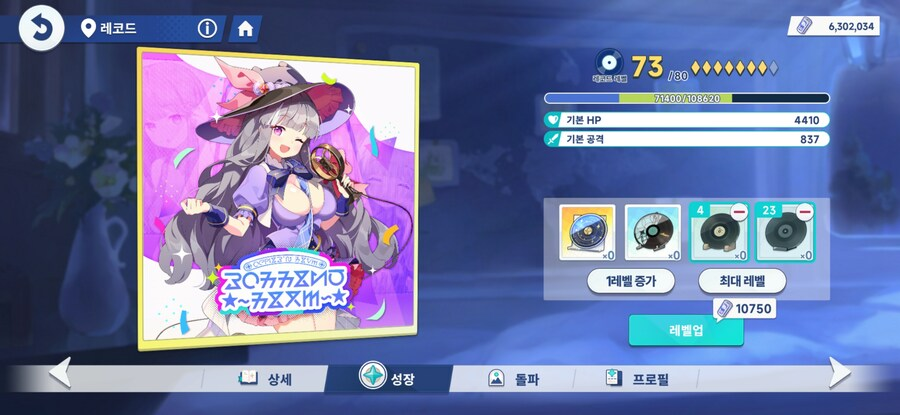 레코드
6,302,034
레코드 레벨
73 /80
71400/108620
기본 HP 4410
기본 공격 837
×0
×0
4 ×0
23 ×0
1레벨 증가
최대 레벨
10750
레벨업
상세
성장
돌파
프로필